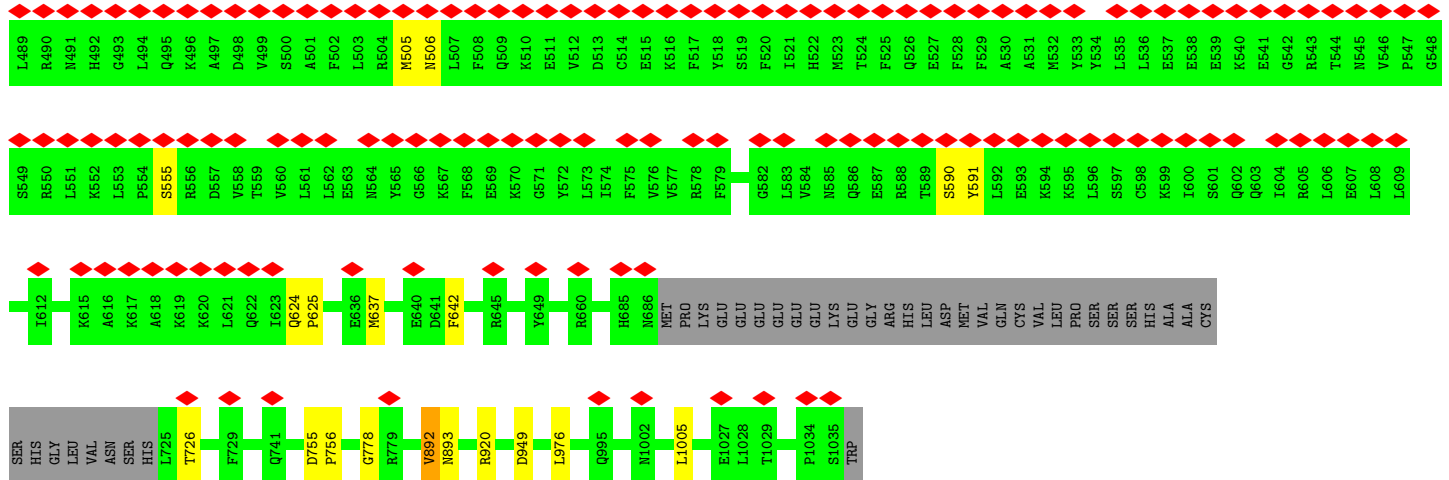 L489 R490 N491 H492 G493 L494 Q495 K496 A497 D498 V499 S500 A501 F502 L503 R504 M505 N506 L507 F508 Q509 K510 E511 V512 D513 C514 E515 K516 F517 Y518 S519 F520 I521 H522 M523 T524 F525 Q526 E527 F528 F529 A530 A531 M532 Y533 Y534 L535 L536 E537 E538 E539 K540 E541 G542 R543 T544 N545 V546 P547 G548
S549 R550 L551 K552 L553 P554 S555 R556 D557 V558 T559 V560 L561 L562 E563 N564 Y565 G566 K567 F568 E569 K570 G571 Y572 L573 I574 F575 V576 V577 R578 F579 G582 L583 V584 N585 Q586 E587 R588 T589 S590 Y591 L592 E593 K594 K595 L596 S597 C598 K599 I600 S601 Q602 Q603 I604 R605 L606 E607 L608 L609
I612 K615 A616 K617 A618 K619 K620 L621 Q622 I623 Q624 P625 E636 M637 E640 D641 F642 R645 Y649 R660 H685 N686 MET PRO LYS GLU GLU GLU GLU GLU GLU LYS GLU GLY ARG HIS LEU ASP MET VAL GLN CYS VAL LEU PRO SER SER SER HIS ALA ALA CYS
SER HIS GLY LEU VAL ASN SER HIS L725 T726 F729 Q741 D755 P756 G778 R779 V892 N893 R920 D949 L976 Q995 N1002 L1005 E1027 L1028 T1029 P1034 S1035 TRP